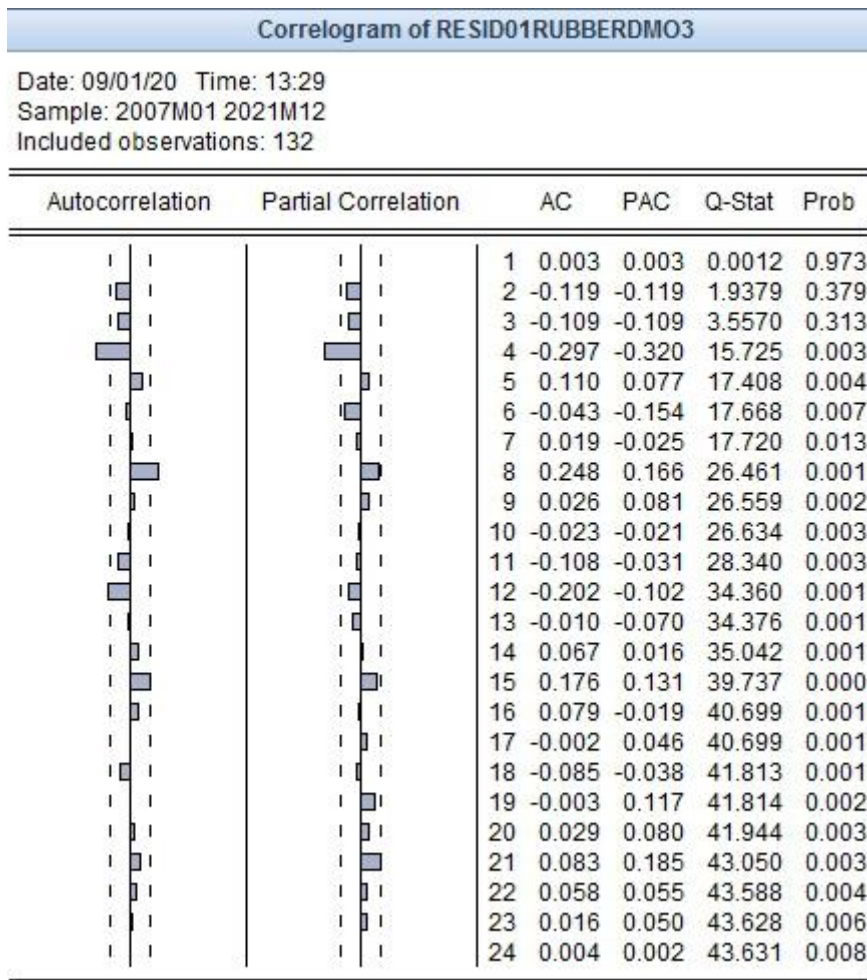 Correlogram of RESID01RUBBERDMO3
Date: 09/01/20 Time: 13:29
Sample: 2007M01 2021M12
Included observations: 132
Autocorrelation Partial Correlation AC PAC Q-Stat Prob
1 0.003 0.003 0.0012 0.973
2 -0.119 -0.119 1.9379 0.379
3 -0.109 -0.109 3.5570 0.313
4 -0.297 -0.320 15.725 0.003
5 0.110 0.077 17.408 0.004
6 -0.043 -0.154 17.668 0.007
7 0.019 -0.025 17.720 0.013
8 0.248 0.166 26.461 0.001
9 0.026 0.081 26.559 0.002
10 -0.023 -0.021 26.634 0.003
11 -0.108 -0.031 28.340 0.003
12 -0.202 -0.102 34.360 0.001
13 -0.010 -0.070 34.376 0.001
14 0.067 0.016 35.042 0.001
15 0.176 0.131 39.737 0.000
16 0.079 -0.019 40.699 0.001
17 -0.002 0.046 40.699 0.001
18 -0.085 -0.038 41.813 0.001
19 -0.003 0.117 41.814 0.002
20 0.029 0.080 41.944 0.003
21 0.083 0.185 43.050 0.003
22 0.058 0.055 43.588 0.004
23 0.016 0.050 43.628 0.006
24 0.004 0.002 43.631 0.008